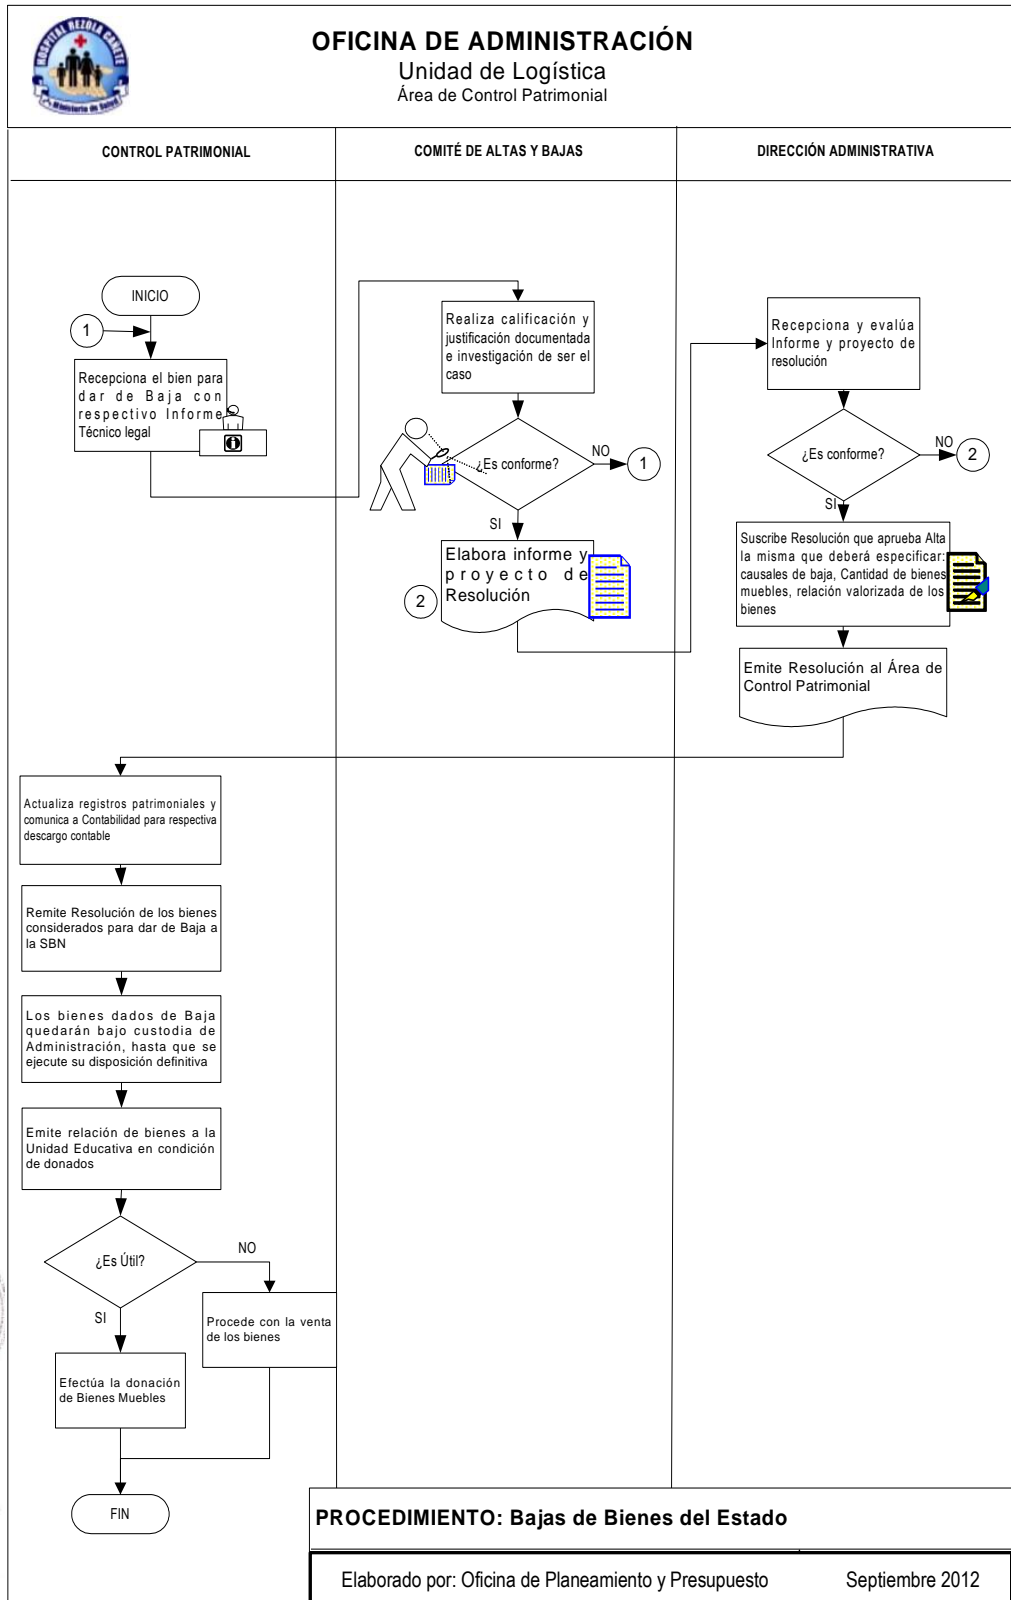 HOSPITAL REZOLA CAÑETE
Ministerio de Salud
OFICINA DE ADMINISTRACIÓN
Unidad de Logística
Área de Control Patrimonial
CONTROL PATRIMONIAL
COMITÉ DE ALTAS Y BAJAS
DIRECCIÓN ADMINISTRATIVA
INICIO
1
Recepciona el bien para
dar de Baja con
respectivo Informe
Técnico legal
Realiza calificación y
justificación documentada
e investigación de ser el
caso
¿Es conforme?
NO
1
SI
Elabora informe y
proyecto de
Resolución
2
Recepciona y evalúa
Informe y proyecto de
resolución
¿Es conforme?
NO
2
SI
Suscribe Resolución que aprueba Alta
la misma que deberá especificar:
causales de baja, Cantidad de bienes
muebles, relación valorizada de los
bienes
Emite Resolución al Área de
Control Patrimonial
Actualiza registros patrimoniales y
comunica a Contabilidad para respectiva
descargo contable
Remite Resolución de los bienes
considerados para dar de Baja a
la SBN
Los bienes dados de Baja
quedarán bajo custodia de
Administración, hasta que se
ejecute su disposición definitiva
Emite relación de bienes a la
Unidad Educativa en condición
de donados
¿Es Útil?
NO
SI
Procede con la venta
de los bienes
Efectúa la donación
de Bienes Muebles
FIN
PROCEDIMIENTO: Bajas de Bienes del Estado
Elaborado por: Oficina de Planeamiento y Presupuesto Septiembre 2012